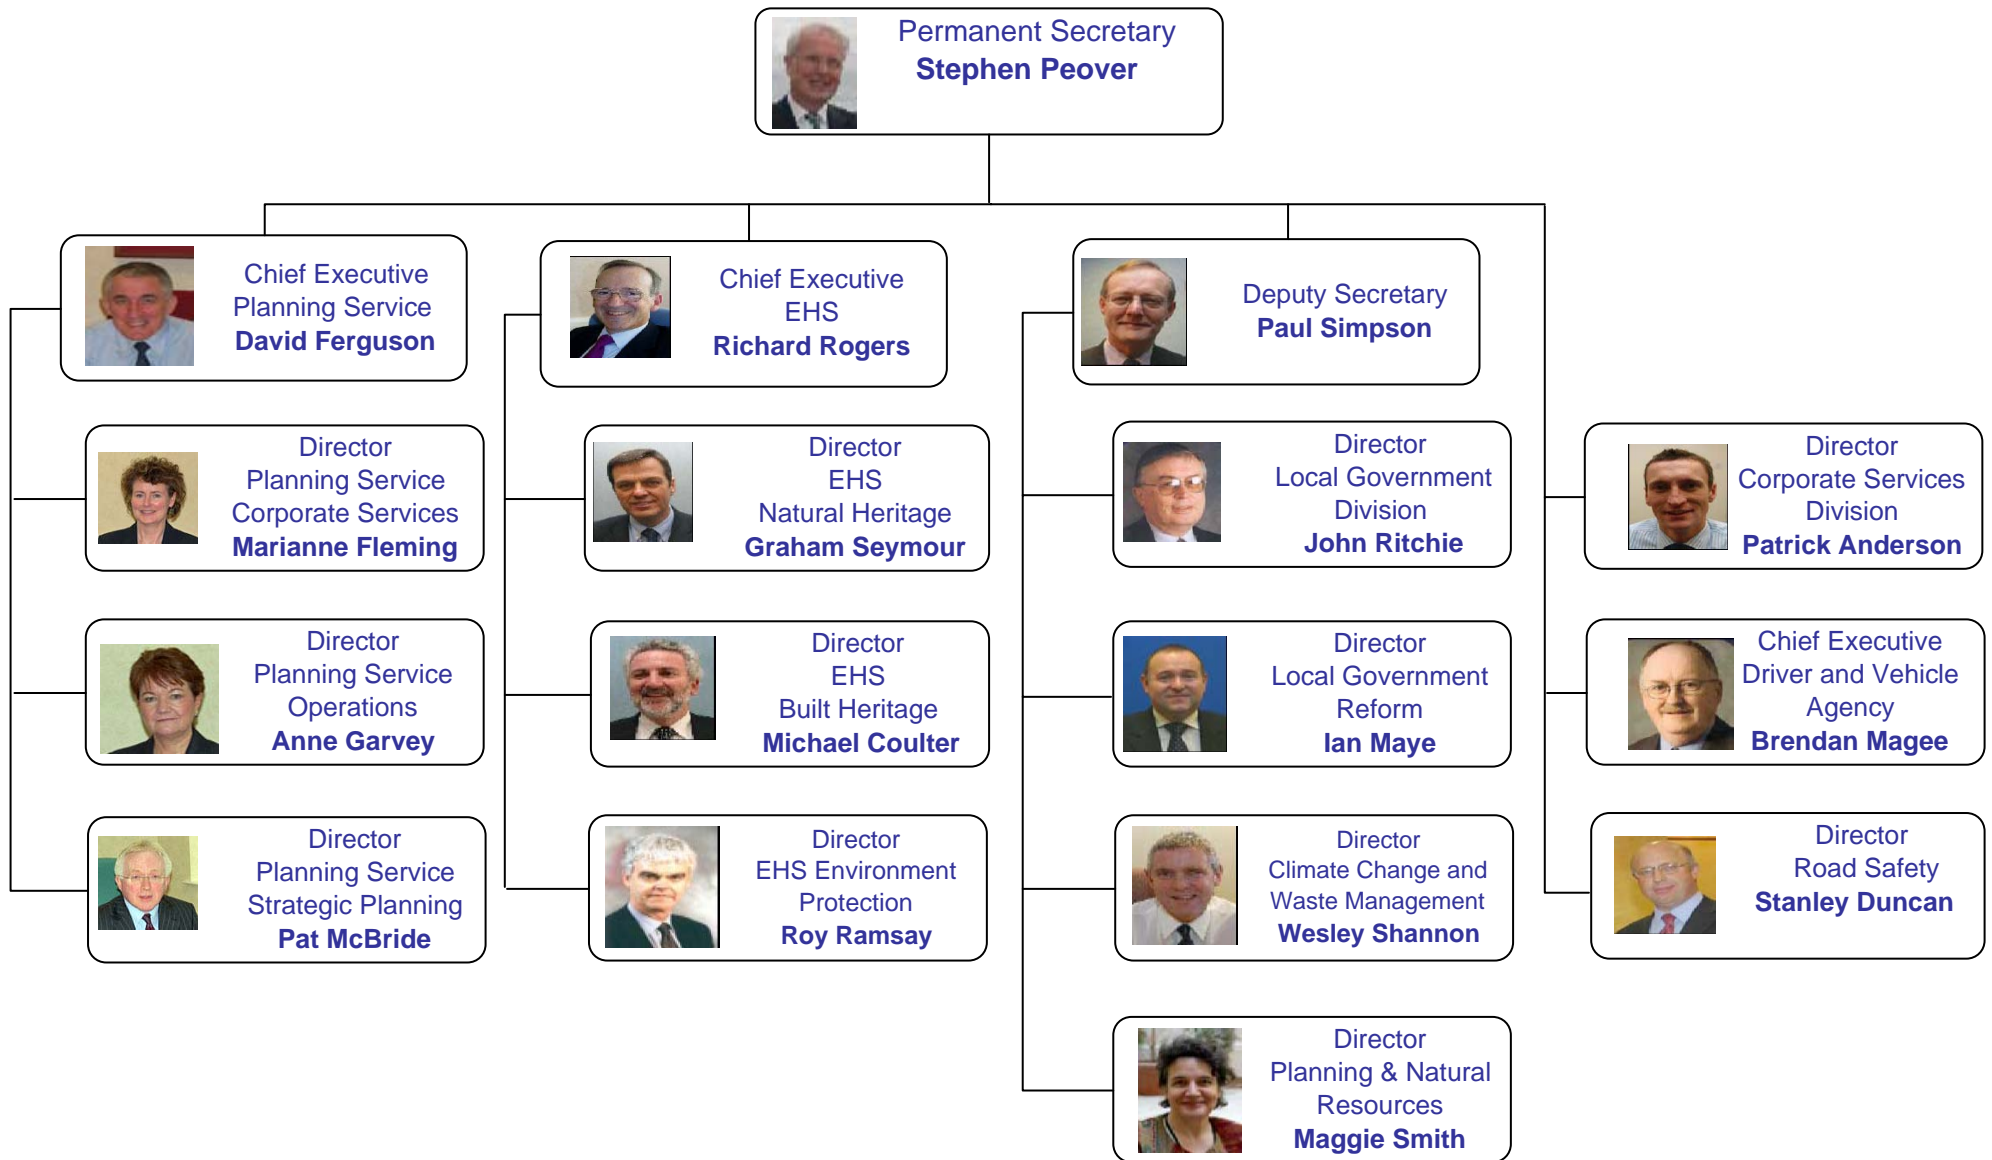 Permanent Secretary
Stephen Peover
Chief Executive
Planning Service
David Ferguson
Chief Executive
EHS
Richard Rogers
Deputy Secretary
Paul Simpson
Director
Planning Service
Corporate Services
Marianne Fleming
Director
EHS
Natural Heritage
Graham Seymour
Director
Local Government
Division
John Ritchie
Director
Corporate Services
Division
Patrick Anderson
Director
Planning Service
Operations
Anne Garvey
Director
EHS
Built Heritage
Michael Coulter
Director
Local Government
Reform
Ian Maye
Chief Executive
Driver and Vehicle
Agency
Brendan Magee
Director
Planning Service
Strategic Planning
Pat McBride
Director
EHS Environment
Protection
Roy Ramsay
Director
Climate Change and
Waste Management
Wesley Shannon
Director
Road Safety
Stanley Duncan
Director
Planning & Natural
Resources
Maggie Smith